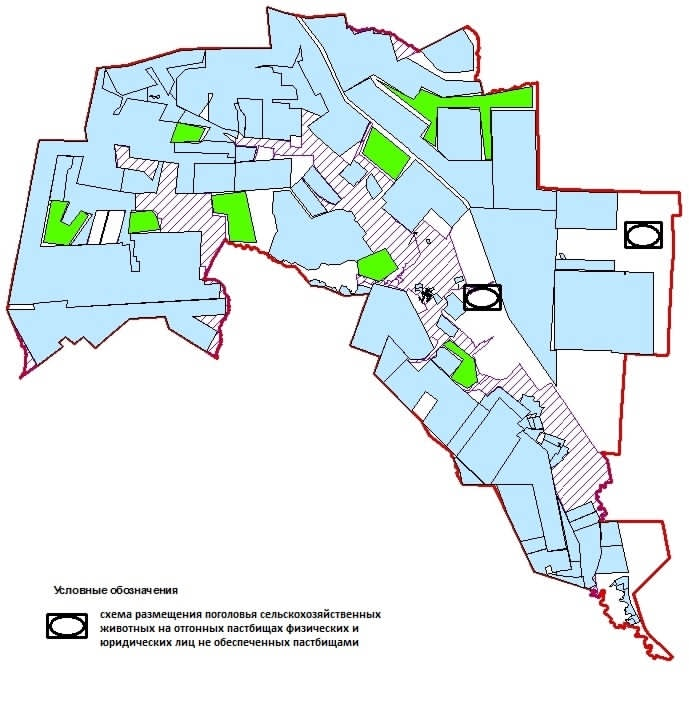 Условные обозначения
схема размещения поголовья сельскохозяйственных
животных на отгонных пастбищах физических и
юридических лиц не обеспеченных пастбищами